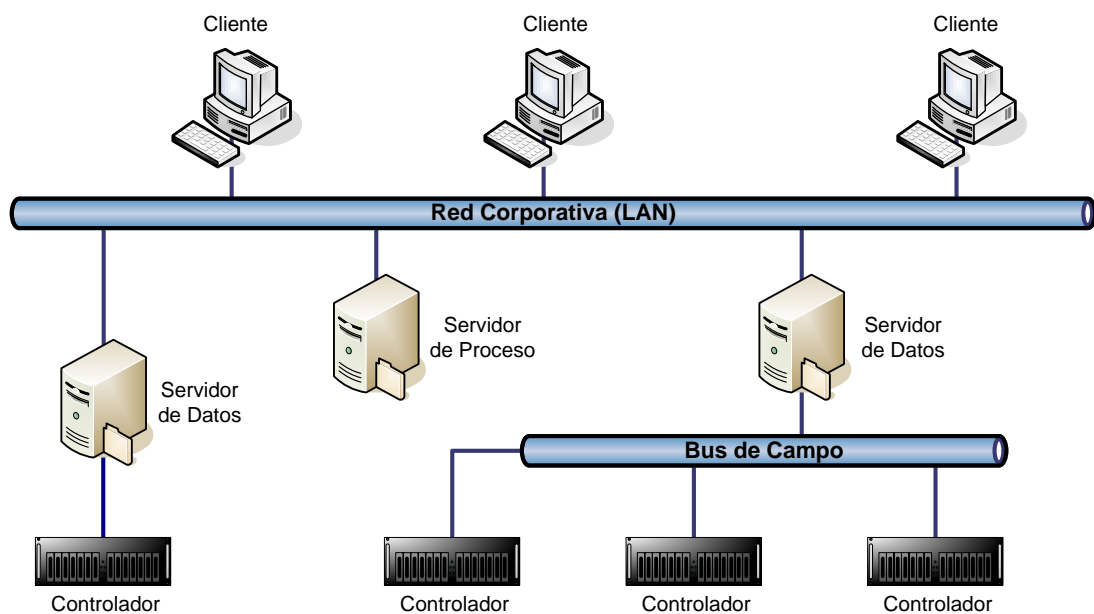 Cliente
Cliente
Cliente
Red Corporativa (LAN)
Servidor
de Proceso
Servidor
de Datos
Servidor
de Datos
Bus de Campo
Controlador
Controlador
Controlador
Controlador